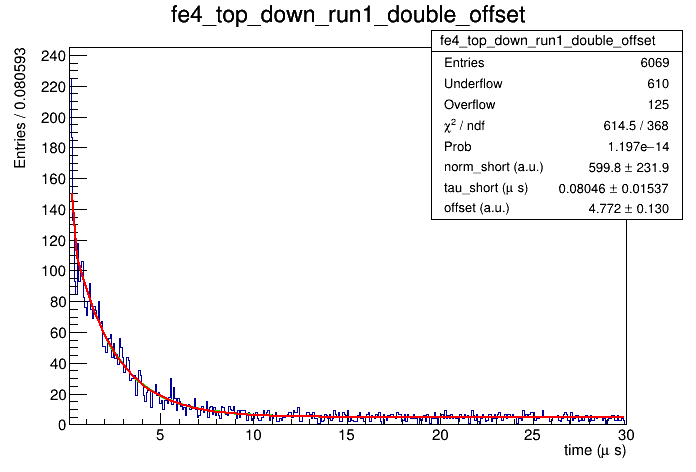 fe4_top_down_run1_double_offset
fe4_top_down_run1_double_offset
Entries 6069
Underflow 610
Overflow 125
χ² / ndf 614.5 / 368
Prob 1.197e−14
norm_short (a.u.) 599.8 ± 231.9
tau_short (μ s) 0.08046 ± 0.01537
offset (a.u.) 4.772 ± 0.130
Entries / 0.080593
240
220
200
180
160
140
120
100
80
60
40
20
0
5 10 15 20 25 30
time (μ s)